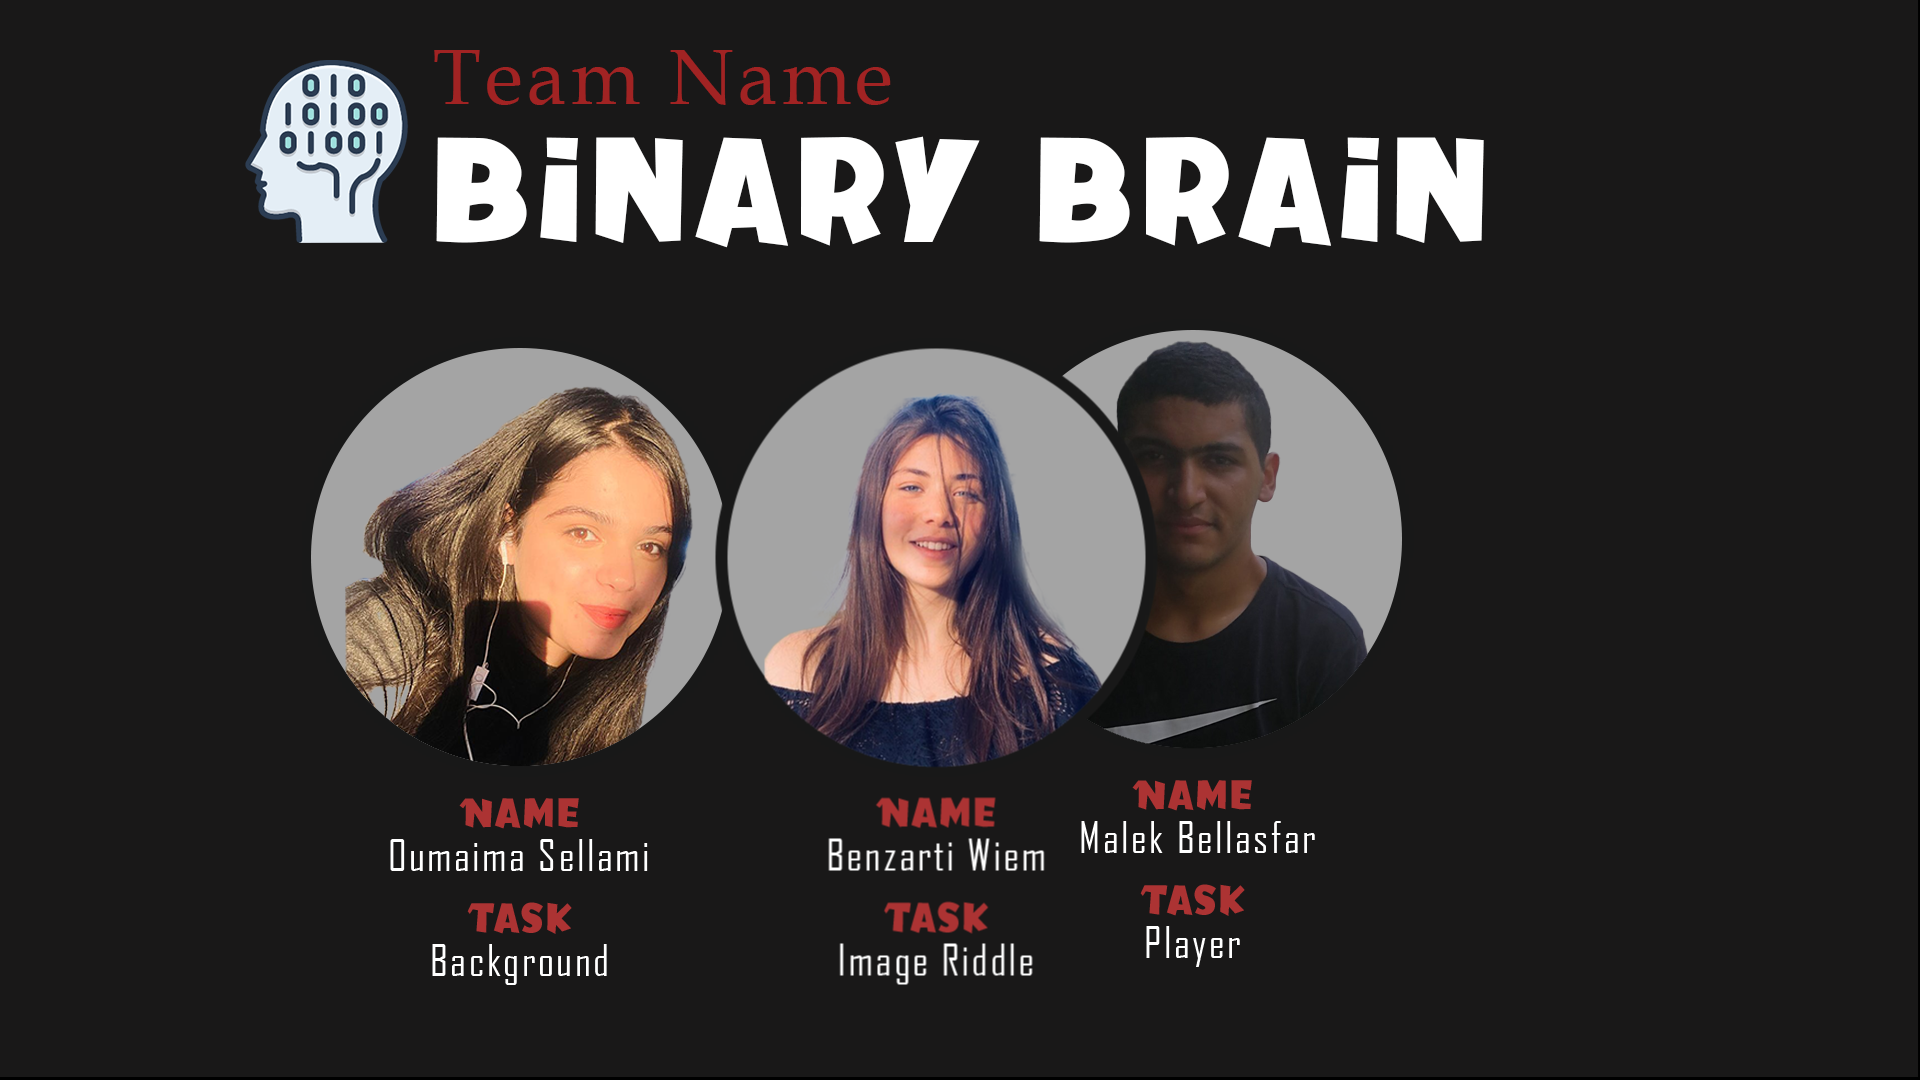 010
10100
01001
Team Name
BiNARY BRAiN
NAME
Oumaima Sellami
TASK
Background
NAME
Benzarti Wiem
TASK
Image Riddle
NAME
Malek Bellasfar
TASK
Player